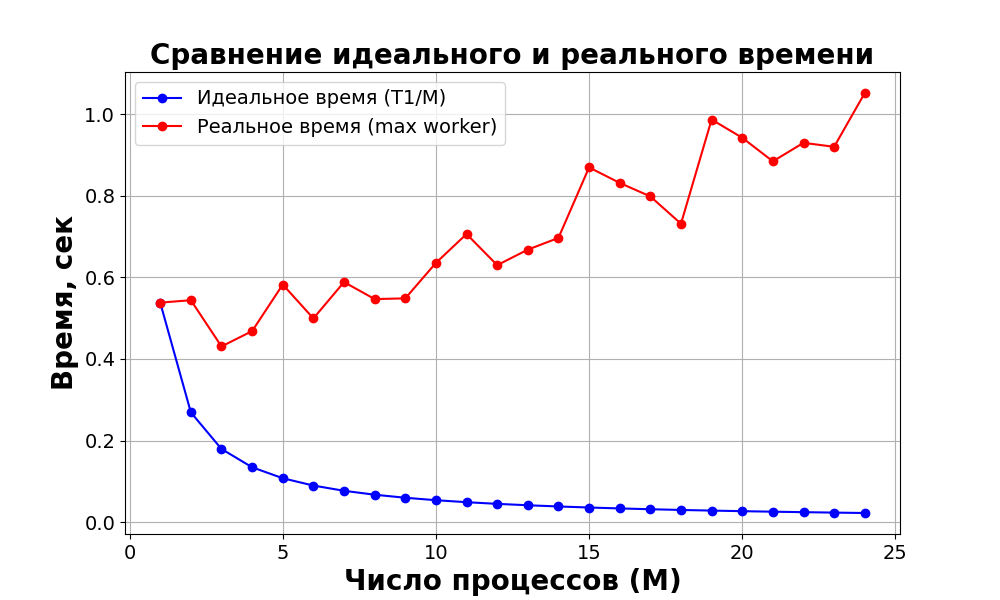 Сравнение идеального и реального времени
Идеальное время (T1/M)
Реальное время (max worker)
Время, сек
1.0
0.8
0.6
0.4
0.2
0.0
0 5 10 15 20 25
Число процессов (M)